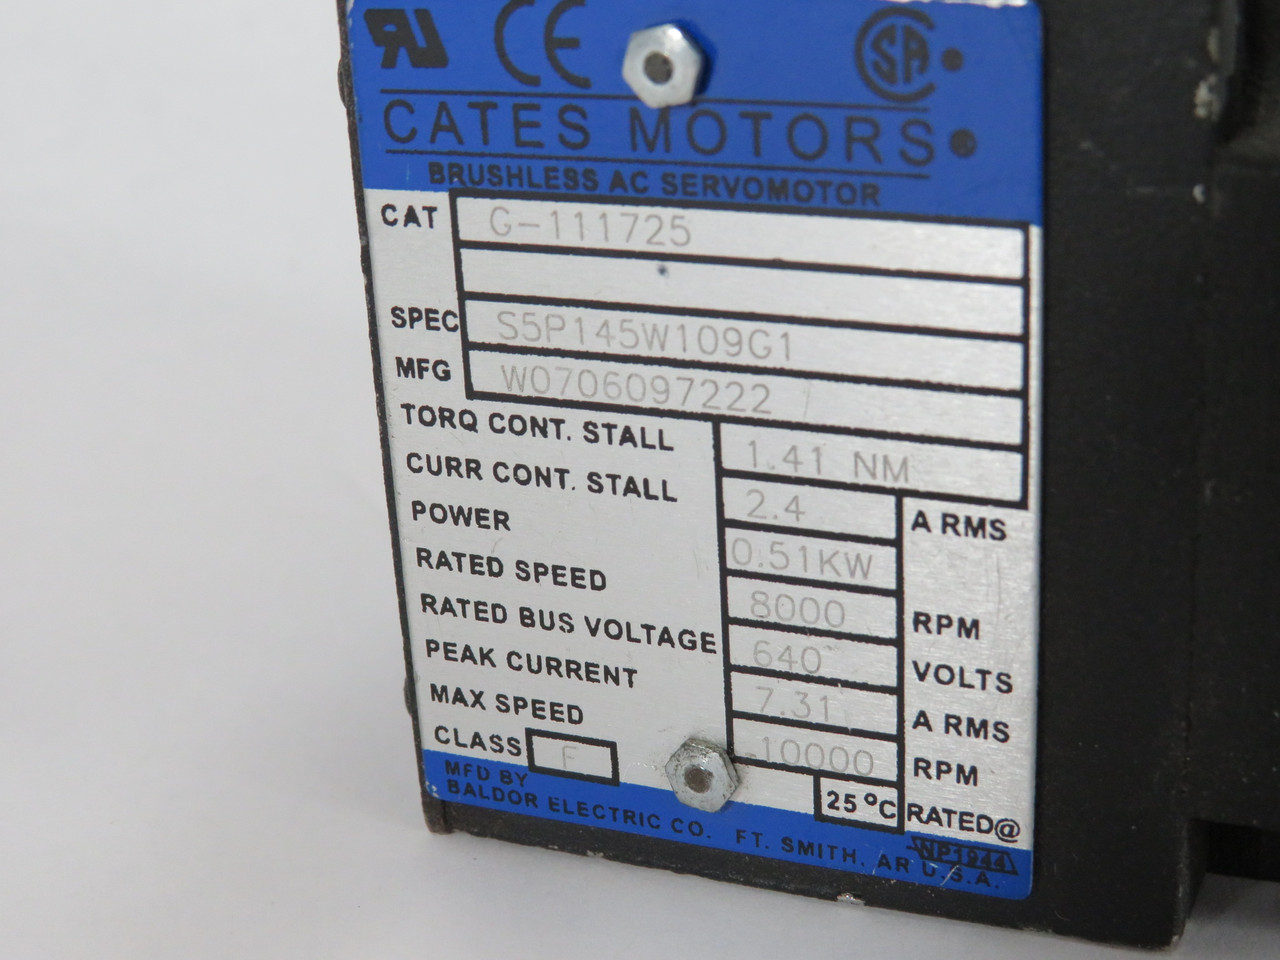 RU CE SA
CATES MOTORS
BRUSHLESS AC SERVOMOTOR
CAT G-111725
SPEC S5P145W109G1
MFG W0706097222
TORQ CONT. STALL 1.41 NM
CURR CONT. STALL 2.4 A RMS
POWER 0.51KW
RATED SPEED 8000 RPM
RATED BUS VOLTAGE 640 VOLTS
PEAK CURRENT 7.31 A RMS
MAX SPEED 10000 RPM
CLASS F 25 °C RATED@
MFD BY
BALDOR ELECTRIC CO. FT. SMITH, AR U.S.A.
NP1944